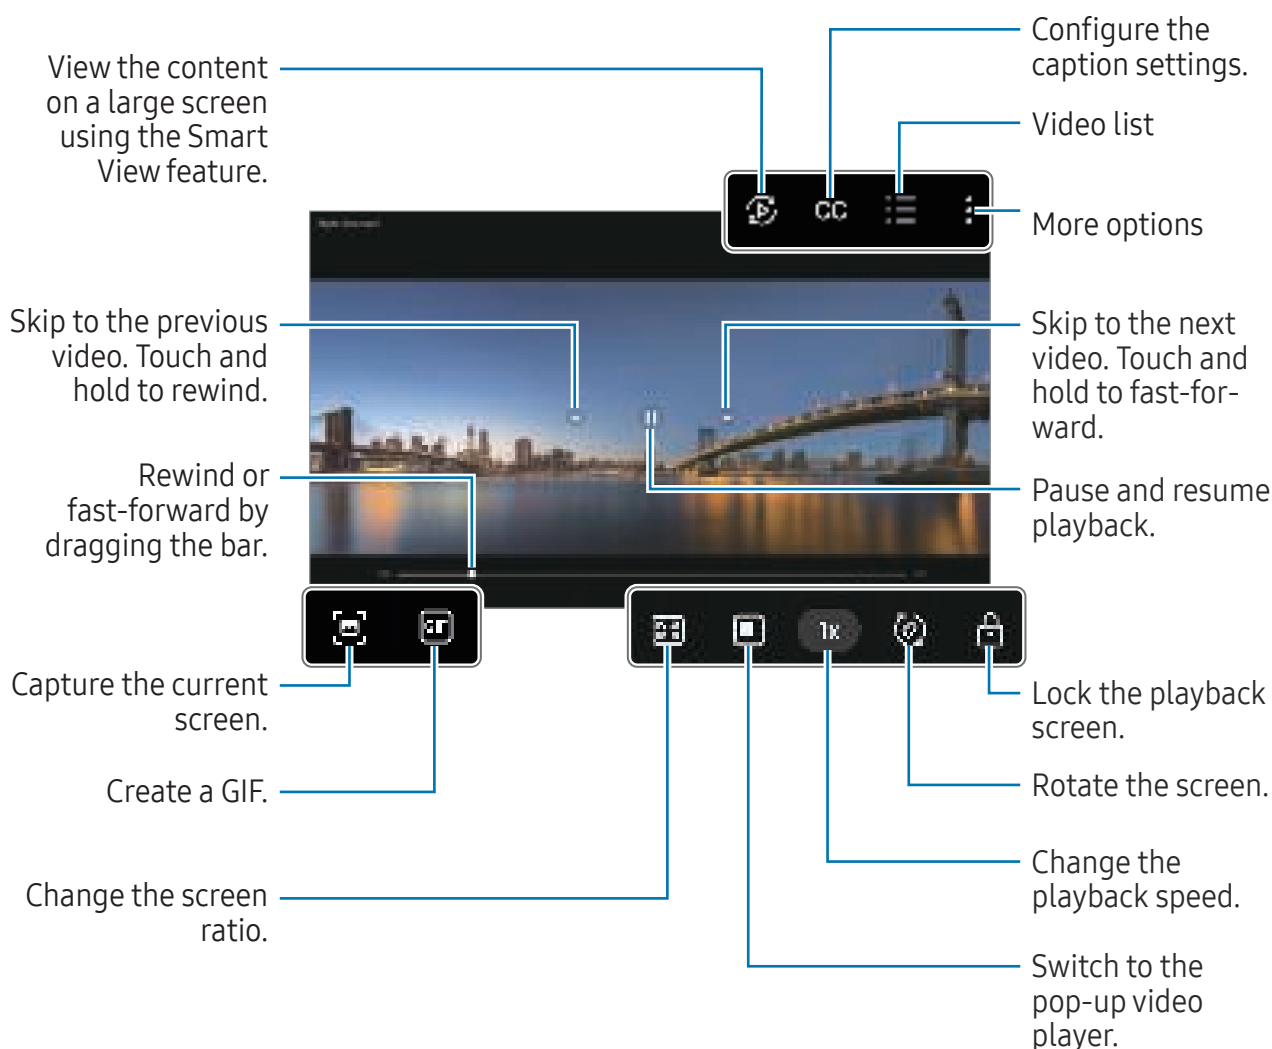 Configure the
caption settings.
View the content
on a large screen
using the Smart
View feature.
Video list
More options
CC
Skip to the previous
video. Touch and
hold to rewind.
Skip to the next
video. Touch and
hold to fast-for-
ward.
Rewind or
fast-forward by
dragging the bar.
Pause and resume
playback.
GIF
1x
Capture the current
screen.
Lock the playback
screen.
Create a GIF.
Rotate the screen.
Change the screen
ratio.
Change the
playback speed.
Switch to the
pop-up video
player.